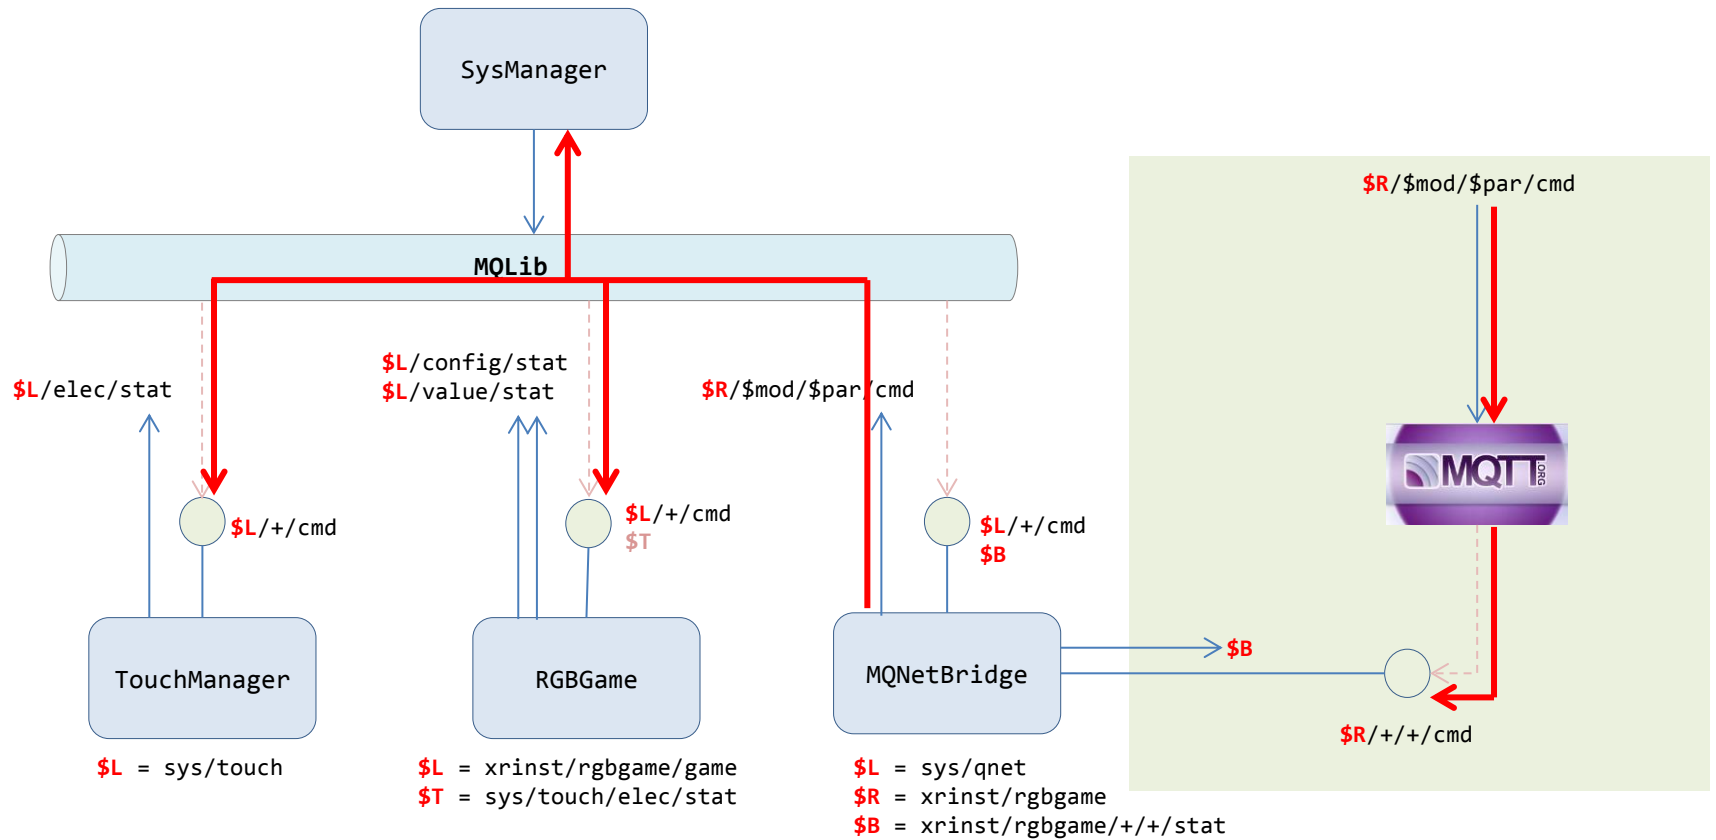 SysManager
$R/$mod/$par/cmd
MQLib
$L/config/stat
$L/value/stat
$L/elec/stat
$R/$mod/$par/cmd
MQTT.ORG
$L/+/cmd
$L/+/cmd
$T
$L/+/cmd
$B
$B
TouchManager
RGBGame
MQNetBridge
$R/+/+/cmd
$L = sys/touch
$L = xrinst/rgbgame/game
$T = sys/touch/elec/stat
$L = sys/qnet
$R = xrinst/rgbgame
$B = xrinst/rgbgame/+/+/stat